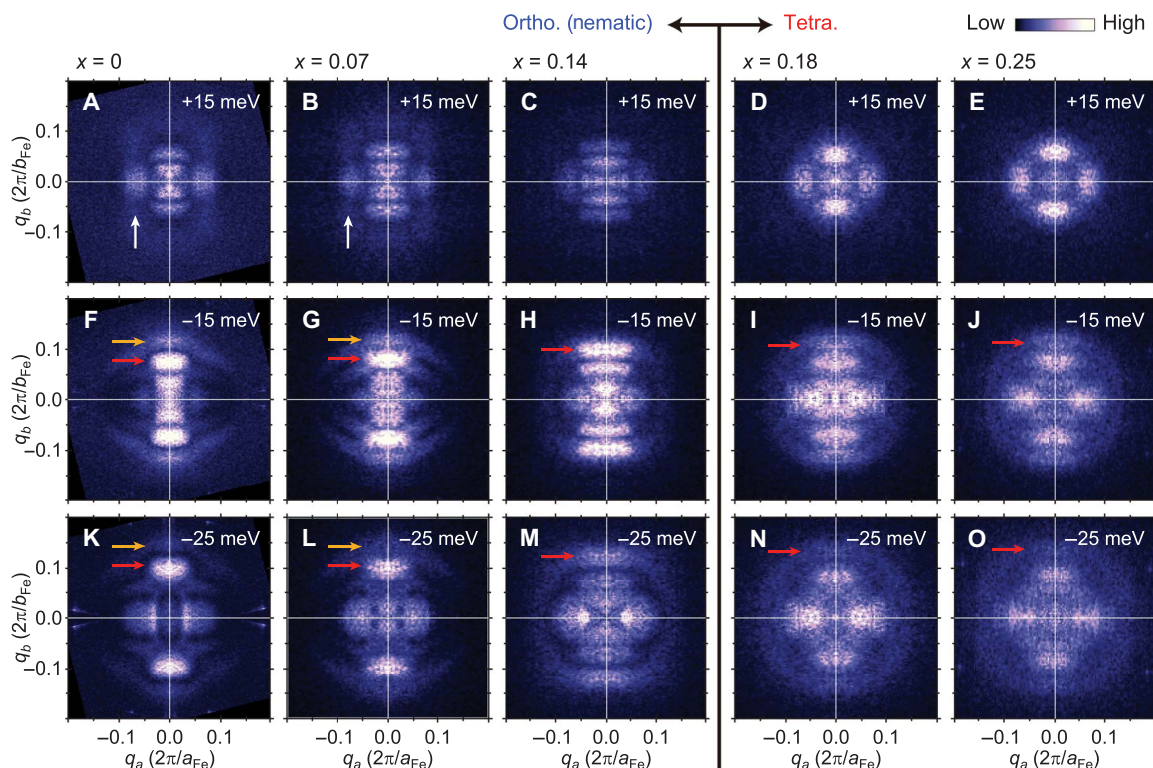 Ortho. (nematic) Tetra. Low High
x = 0 x = 0.07 x = 0.14 x = 0.18 x = 0.25
A +15 meV B +15 meV C +15 meV D +15 meV E +15 meV
0.1
0.0
–0.1
q_b (2π/b_Fe)
F –15 meV G –15 meV H –15 meV I –15 meV J –15 meV
0.1
0.0
–0.1
q_b (2π/b_Fe)
K –25 meV L –25 meV M –25 meV N –25 meV O –25 meV
0.1
0.0
–0.1
q_b (2π/b_Fe)
–0.1 0.0 0.1 –0.1 0.0 0.1 –0.1 0.0 0.1 –0.1 0.0 0.1 –0.1 0.0 0.1
q_a (2π/a_Fe) q_a (2π/a_Fe) q_a (2π/a_Fe) q_a (2π/a_Fe) q_a (2π/a_Fe)